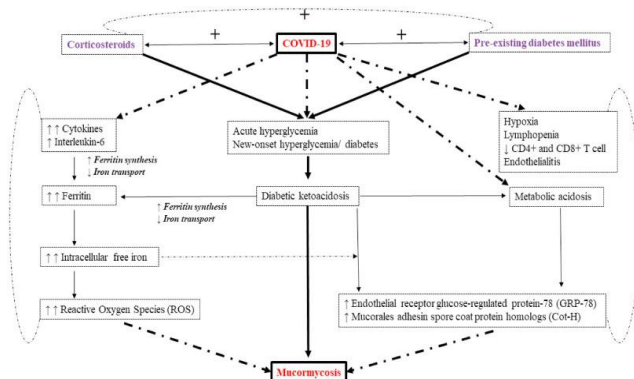 +
Corticosteroids
+
COVID-19
+
Pre-existing diabetes mellitus
↑ ↑ Cytokines
↑ Interleukin-6
Acute hyperglycemia
New-onset hyperglycemia/ diabetes
Hypoxia
Lymphopenia
↓ CD4+ and CD8+ T cell
Endothelialitis
↑ Ferritin synthesis
↓ Iron transport
↑ ↑ Ferritin
↑ Ferritin synthesis
↓ Iron transport
Diabetic ketoacidosis
Metabolic acidosis
↑ ↑ Intracellular free iron
↑ ↑ Reactive Oxygen Species (ROS)
↑ Endothelial receptor glucose-regulated protein-78 (GRP-78)
↑ Mucorales adhesin spore coat protein homologs (Cot-H)
Mucormycosis